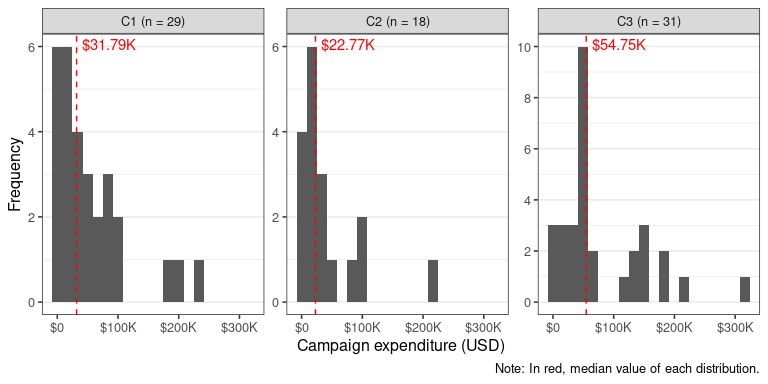 C1 (n = 29)
C2 (n = 18)
C3 (n = 31)
$31.79K
$22.77K
$54.75K
Frequency
6
4
2
0
6
4
2
0
10
8
6
4
2
0
$0 $100K $200K $300K
$0 $100K $200K $300K
$0 $100K $200K $300K
Campaign expenditure (USD)
Note: In red, median value of each distribution.